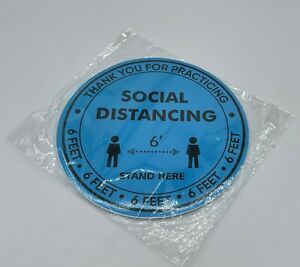 THANK YOU FOR PRACTICING
SOCIAL
DISTANCING
6'
STAND HERE
• 6 FEET • 6 FEET • 6 FEET • 6 FEET • 6 FEET •